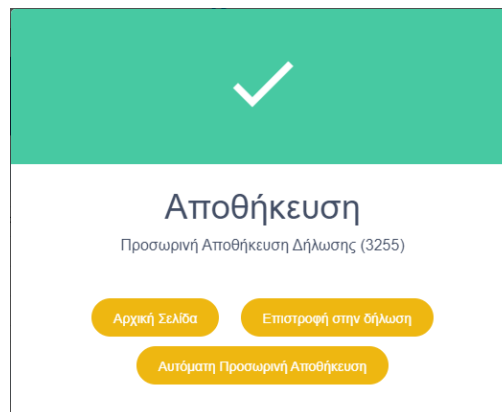 Αποθήκευση
Προσωρινή Αποθήκευση Δήλωσης (3255)
Αρχική Σελίδα
Επιστροφή στην δήλωση
Αυτόματη Προσωρινή Αποθήκευση